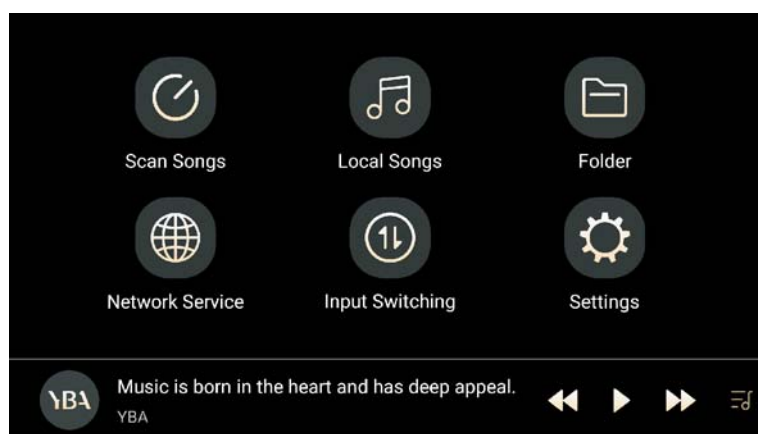 Scan Songs
Local Songs
Folder
Network Service
Input Switching
Settings
YBA
Music is born in the heart and has deep appeal.
YBA